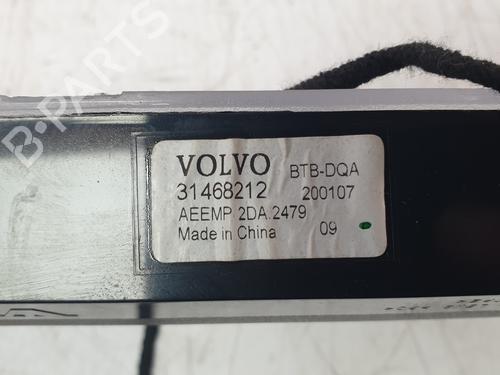 B-PARTS
VOLVO BTB-DQA
31468212 200107
AEEMP 2DA.2479
Made in China 09